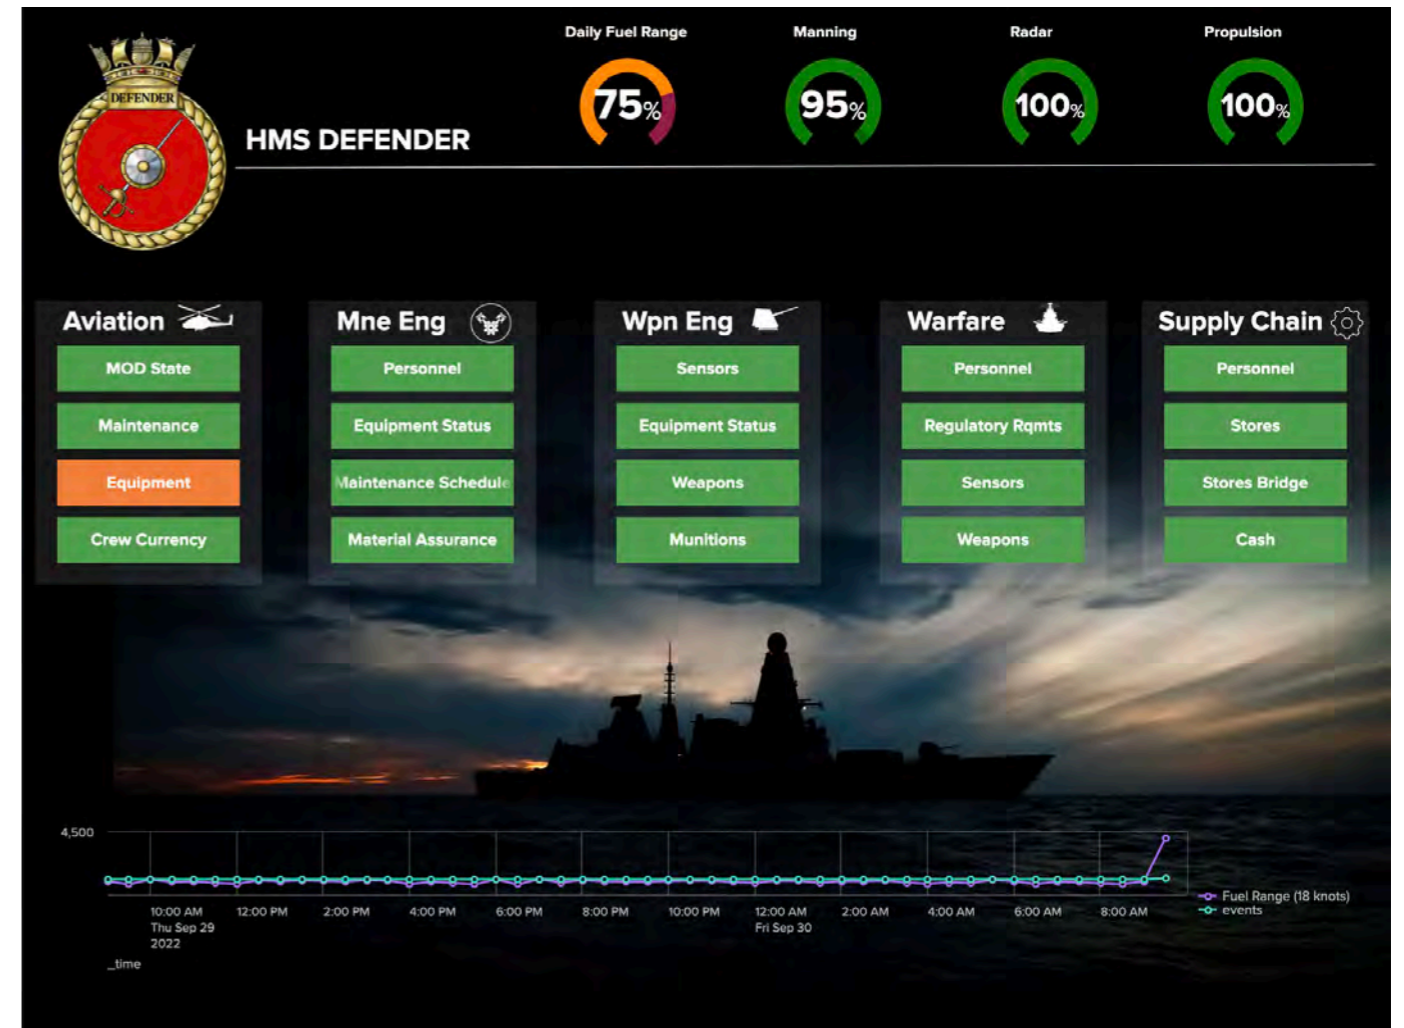 Daily Fuel Range
Manning
Radar
Propulsion
DEFENDER
75%
95%
100%
100%
HMS DEFENDER
Aviation
Mne Eng
Wpn Eng
Warfare
Supply Chain
MOD State
Personnel
Sensors
Personnel
Personnel
Maintenance
Equipment Status
Equipment Status
Regulatory Rqmts
Stores
Equipment
Maintenance Schedule
Weapons
Sensors
Stores Bridge
Crew Currency
Material Assurance
Munitions
Weapons
Cash
4,500
10:00 AM
Thu Sep 29
2022
12:00 PM
2:00 PM
4:00 PM
6:00 PM
8:00 PM
10:00 PM
12:00 AM
Fri Sep 30
2:00 AM
4:00 AM
6:00 AM
8:00 AM
Fuel Range (18 knots)
events
_time